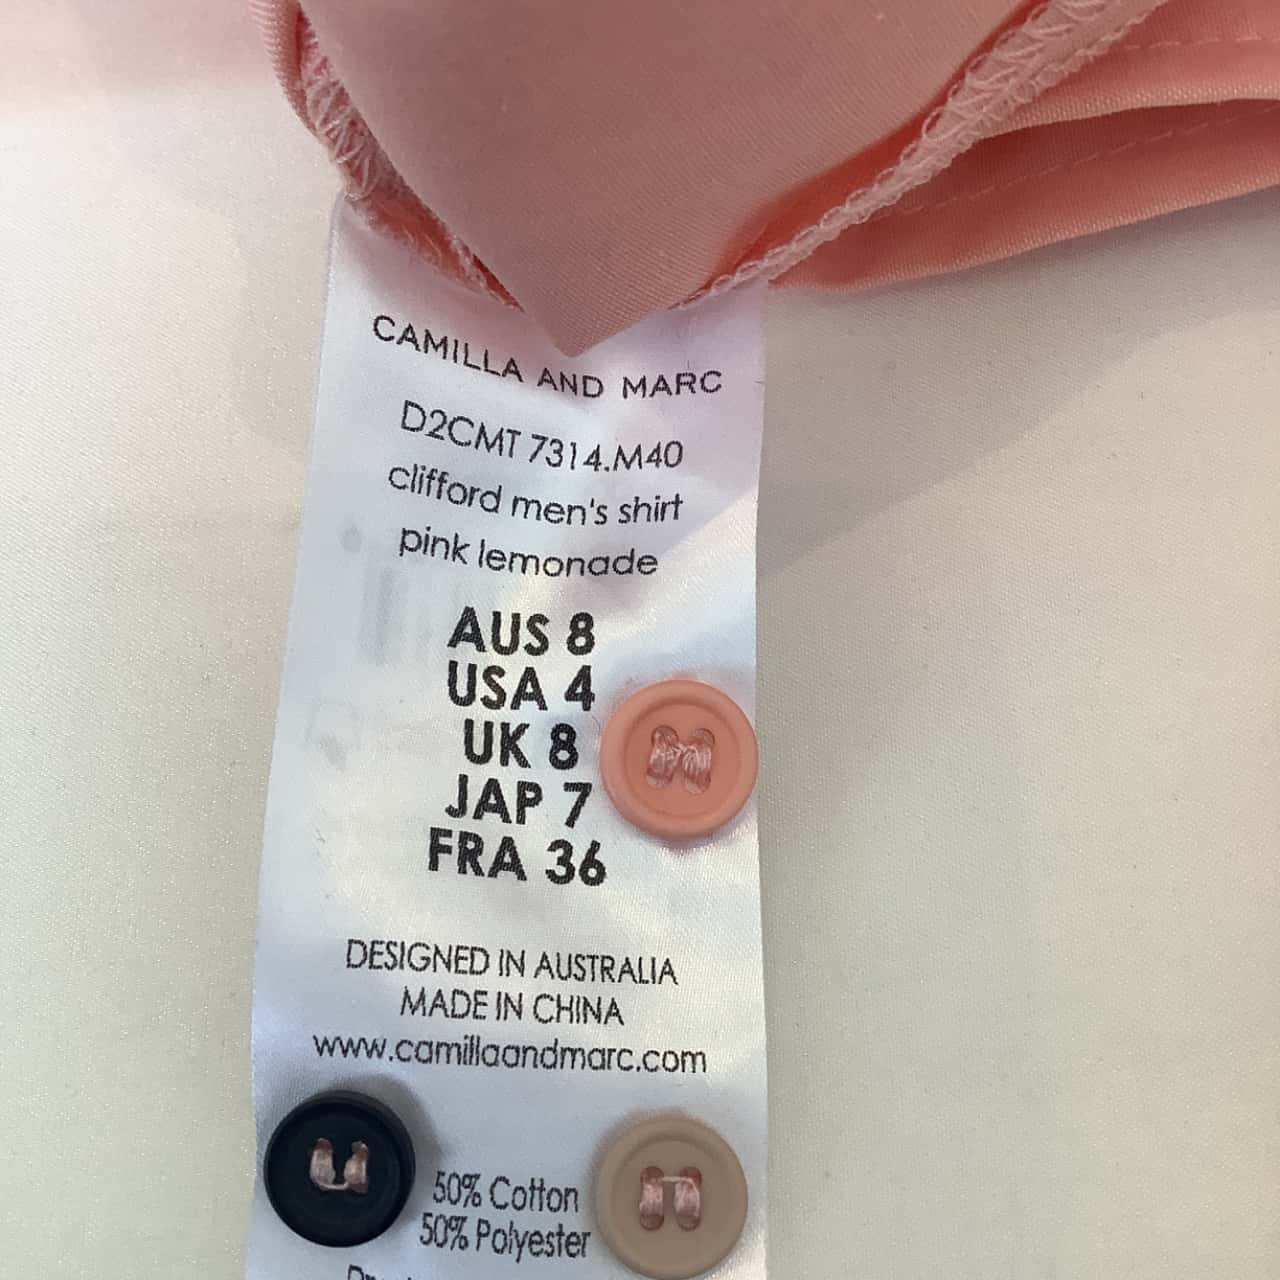 CAMILLA AND MARC
D2CMT 7314.M40
clifford men's shirt
pink lemonade
AUS 8
USA 4
UK 8
JAP 7
FRA 36
DESIGNED IN AUSTRALIA
MADE IN CHINA
www.camillaandmarc.com
50% Cotton
50% Polyester